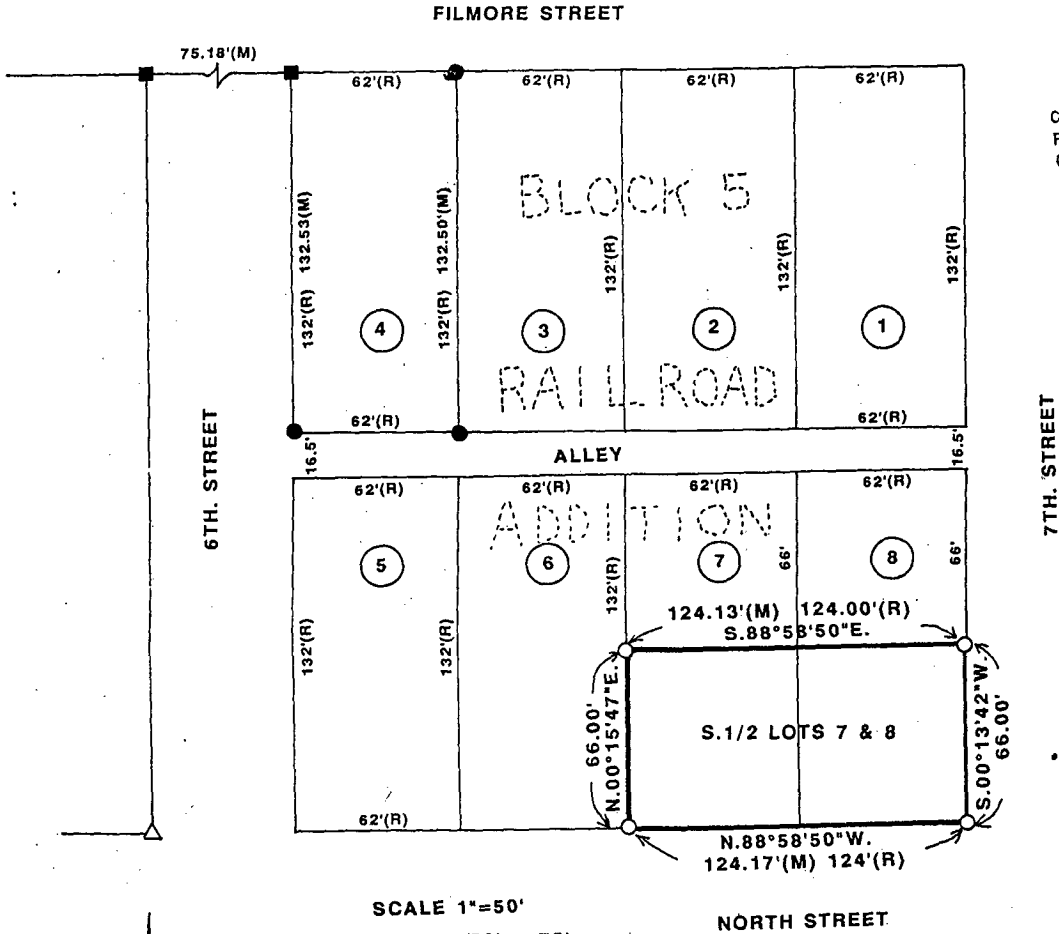 FILMORE STREET
75.18'(M)
62'(R) 62'(R) 62'(R) 62'(R)
BLOCK 5
132.53(M)
132.50'(M)
132'(R)
132'(R)
132'(R)
132'(R)
132'(R)
4 3 2 1
RAILROAD
62'(R) 62'(R)
16.5'
ALLEY
16.5'
6TH. STREET
7TH. STREET
62'(R) 62'(R) 62'(R) 62'(R)
ADDITION
5 6 7 8
132'(R)
66'
66'
132'(R)
132'(R)
124.13'(M) 124.00'(R)
S.88°58'50"E.
66.00'
N.00°15'47"E.
S.1/2 LOTS 7 & 8
S.00°13'42"W.
66.00'
62'(R)
N.88°58'50"W.
124.17'(M) 124'(R)
SCALE 1"=50'
NORTH STREET